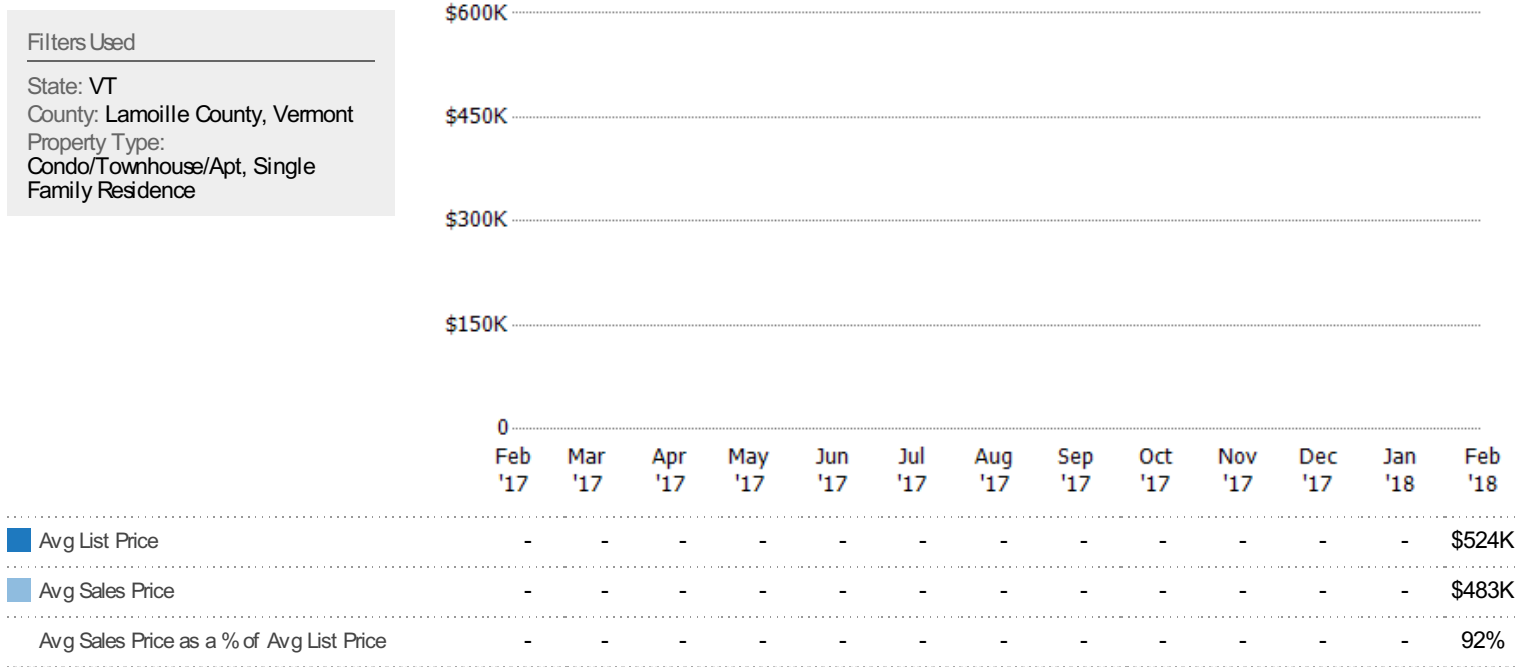 Filters Used
State: VT
County: Lamoille County, Vermont
Property Type:
Condo/Townhouse/Apt, Single
Family Residence
$600K
$450K
$300K
$150K
0
Feb Mar Apr May Jun Jul Aug Sep Oct Nov Dec Jan Feb
'17 '17 '17 '17 '17 '17 '17 '17 '17 '17 '17 '18 '18
Avg List Price - - - - - - - - - - - - $524K
Avg Sales Price - - - - - - - - - - - - $483K
Avg Sales Price as a % of Avg List Price - - - - - - - - - - - - 92%